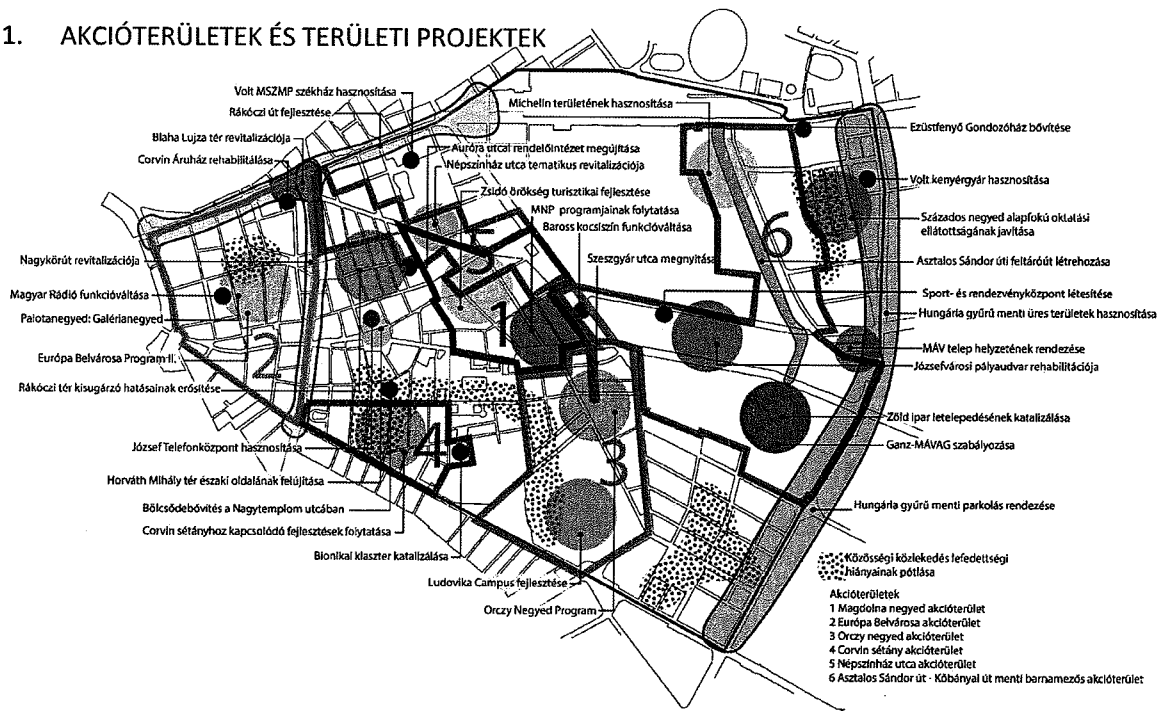 1. AKCIÓTERÜLETEK ÉS TERÜLETI PROJEKTEK
Volt MSZMP székház hasznosítása
Rákóczi út fejlesztése
Blaha Lujza tér revitalizációja
Corvin Áruház rehabilitálása
Michelin területének hasznosítása
Auróra utcai rendelőintézet megújítása
Népszínház utca tematikus revitalizációja
Zsidó örökség turisztikai fejlesztése
MNP programjainak folytatása
Baross kocsiszín funkcióváltása
Szeszgyár utca megnyitása
Ezüstfenyő Gondozóház bővítése
Volt kenyérgyár hasznosítása
Százados negyed alapfokú oktatási
ellátottságának javítása
Asztalos Sándor úti feltáróút létrehozása
Sport- és rendezvényközpont létesítése
Hungária gyűrű menti üres területek hasznosítása
MÁV telep helyzetének rendezése
Józsefvárosi pályaudvar rehabilitációja
Zöld ipar letelepedésének katalizálása
Ganz-MÁVAG szabályozása
Hungária gyűrű menti parkolás rendezése
Nagykörút revitalizációja
Magyar Rádió funkcióváltása
Palotanegyed: Galérianegyed
Európa Belvárosa Program II.
Rákóczi tér kisugárzó hatásainak erősítése
József Telefonközpont hasznosítása
Horváth Mihály tér északi oldalának felújítása
Bölcsődebővítés a Nagytemplom utcában
Corvin sétányhoz kapcsolódó fejlesztések folytatása
Bionikai klaszter katalizálása
Ludovika Campus fejlesztése
Orczy Negyed Program
1
2
3
4
5
6
Közösségi közlekedés lefedettségi
hiányainak pótlása
Akcióterületek
1 Magdolna negyed akcióterület
2 Európa Belvárosa akcióterület
3 Orczy negyed akcióterület
4 Corvin sétány akcióterület
5 Népszínház utca akcióterület
6 Asztalos Sándor út - Kőbányai út menti barnamezős akcióterület